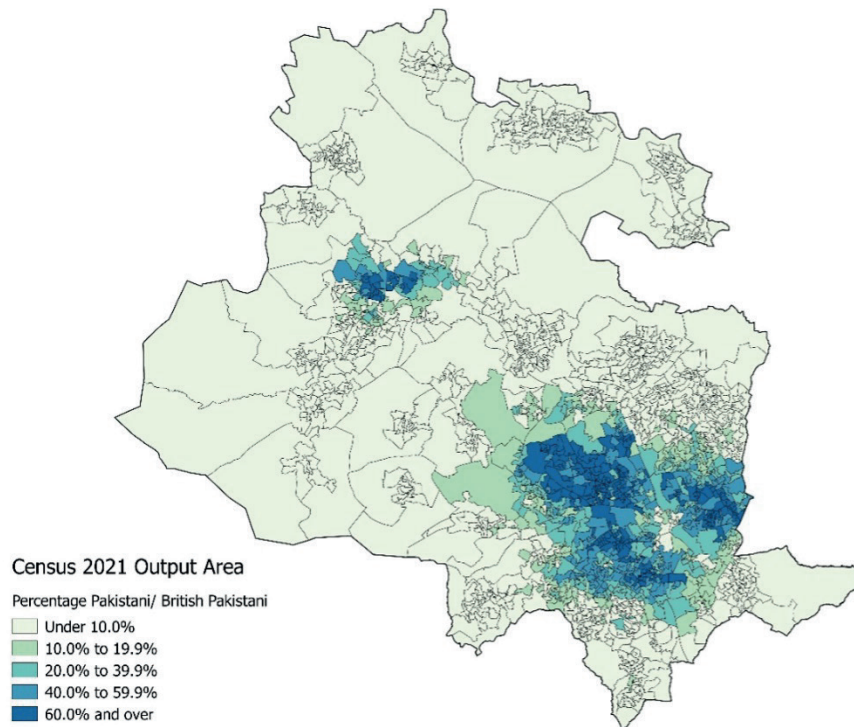 Census 2021 Output Area
Percentage Pakistani/ British Pakistani
Under 10.0%
10.0% to 19.9%
20.0% to 39.9%
40.0% to 59.9%
60.0% and over